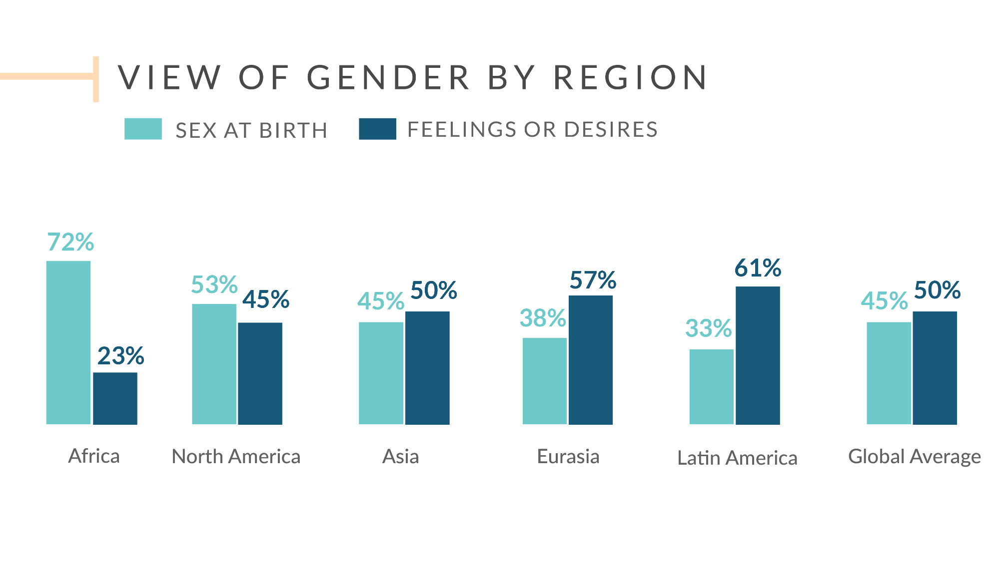 VIEW OF GENDER BY REGION
SEX AT BIRTH FEELINGS OR DESIRES
72% 23%
53% 45%
45% 50%
38% 57%
33% 61%
45% 50%
Africa North America Asia Eurasia Latin America Global Average